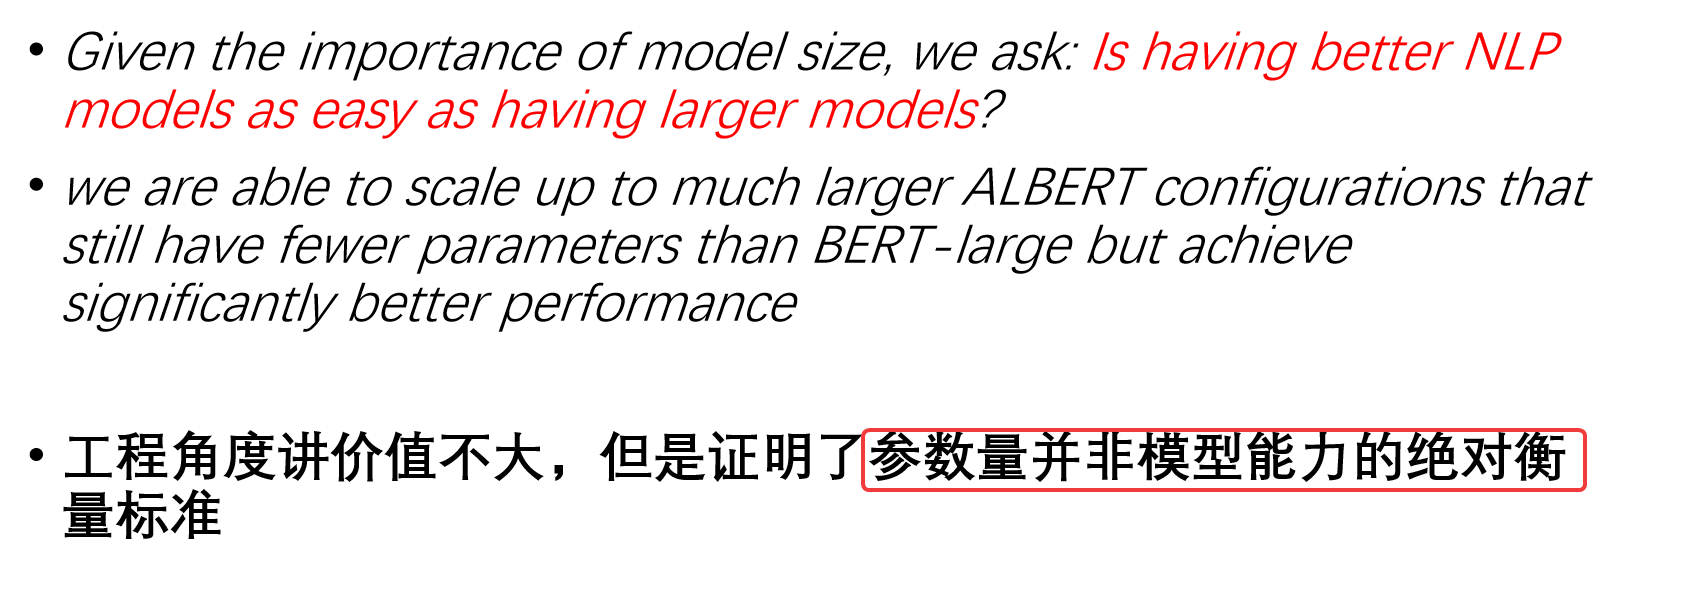 • Given the importance of model size, we ask: Is having better NLP
models as easy as having larger models?
• we are able to scale up to much larger ALBERT configurations that
still have fewer parameters than BERT-large but achieve
significantly better performance
• 工程角度讲价值不大，但是证明了参数量并非模型能力的绝对衡
量标准